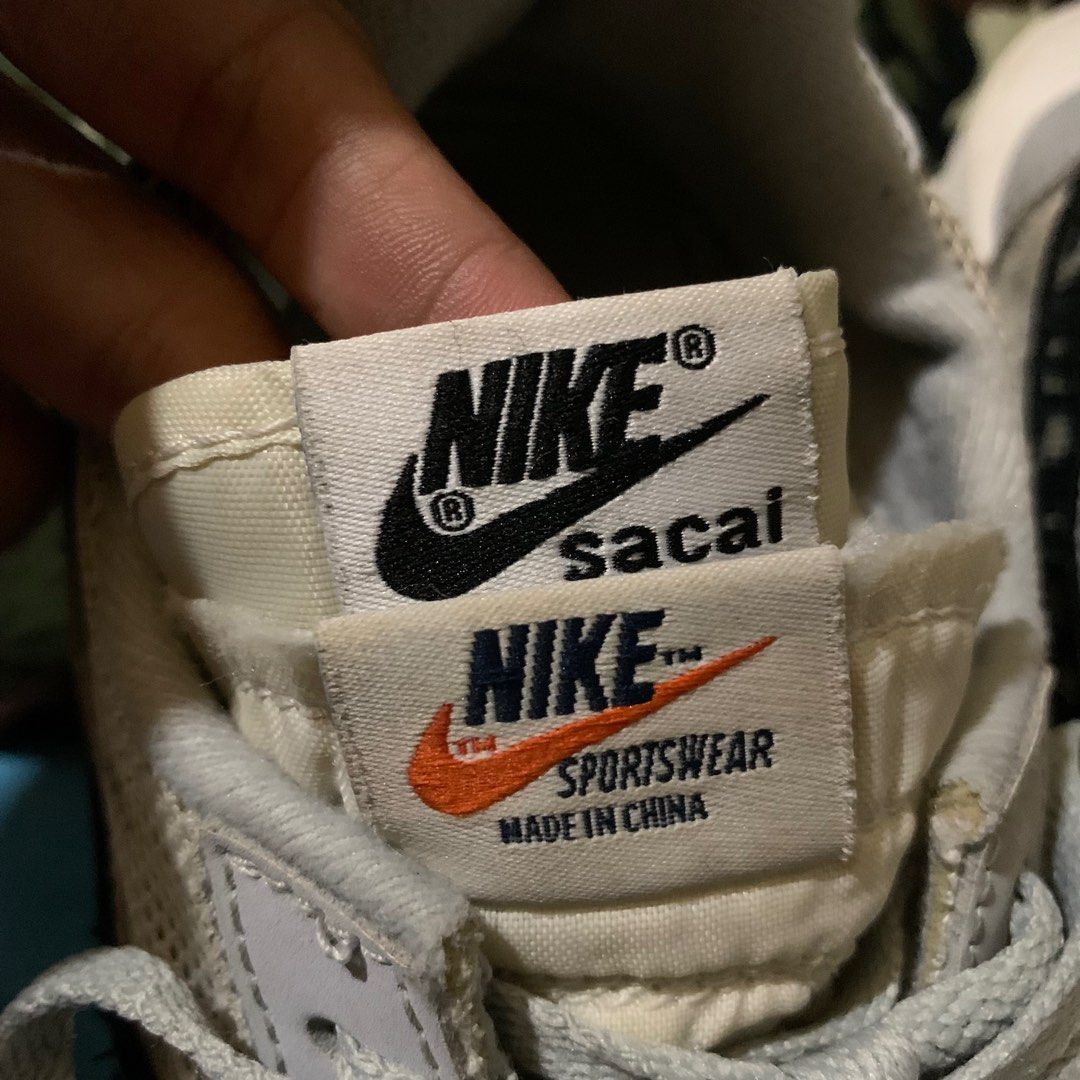 NIKE®
®
sacai
NIKE™
™
SPORTSWEAR
MADE IN CHINA